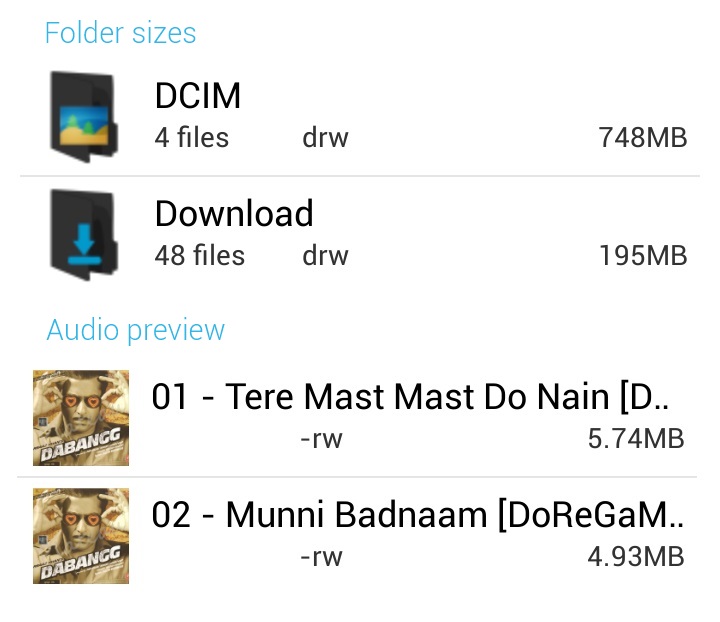 Folder sizes
DCIM
4 files drw 748MB
Download
48 files drw 195MB
Audio preview
01 - Tere Mast Mast Do Nain [D..
DABANGG
-rw 5.74MB
02 - Munni Badnaam [DoReGaM..
DABANGG
-rw 4.93MB